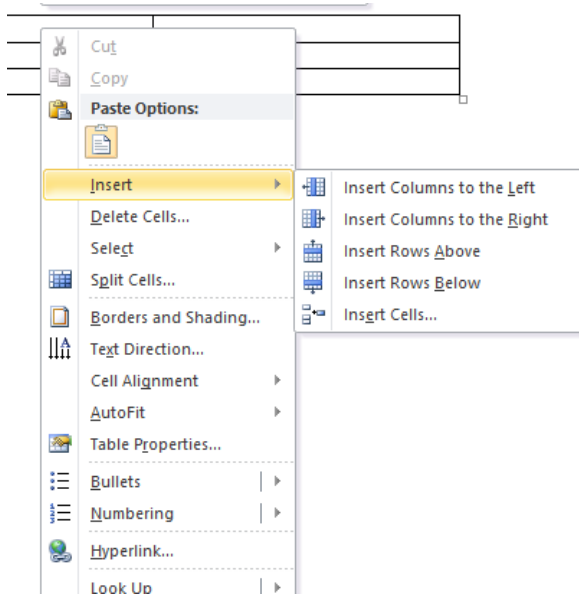 Cut
Copy
Paste Options:
Insert
Delete Cells...
Select
Split Cells...
Borders and Shading...
Text Direction...
Cell Alignment
AutoFit
Table Properties...
Bullets
Numbering
Hyperlink...
Look Up
Insert Columns to the Left
Insert Columns to the Right
Insert Rows Above
Insert Rows Below
Insert Cells...